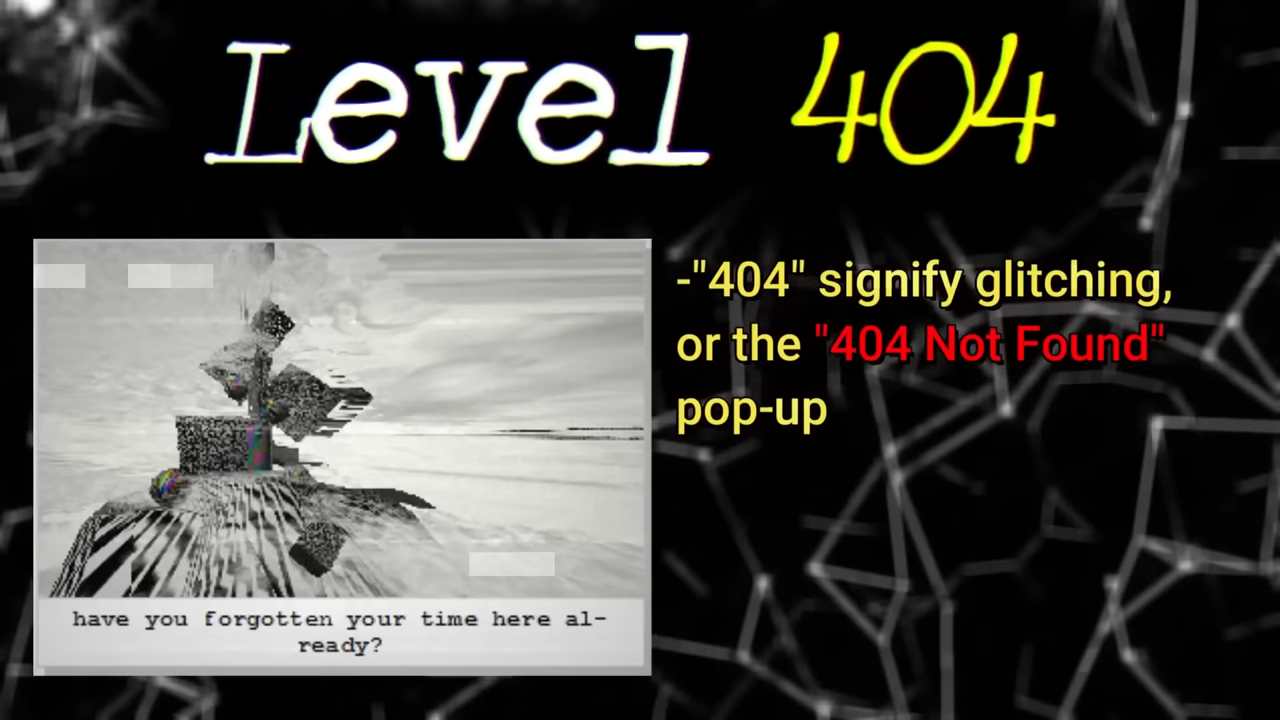 Level 404
-"404" signify glitching,
or the "404 Not Found"
pop-up
have you forgotten your time here al-
ready?